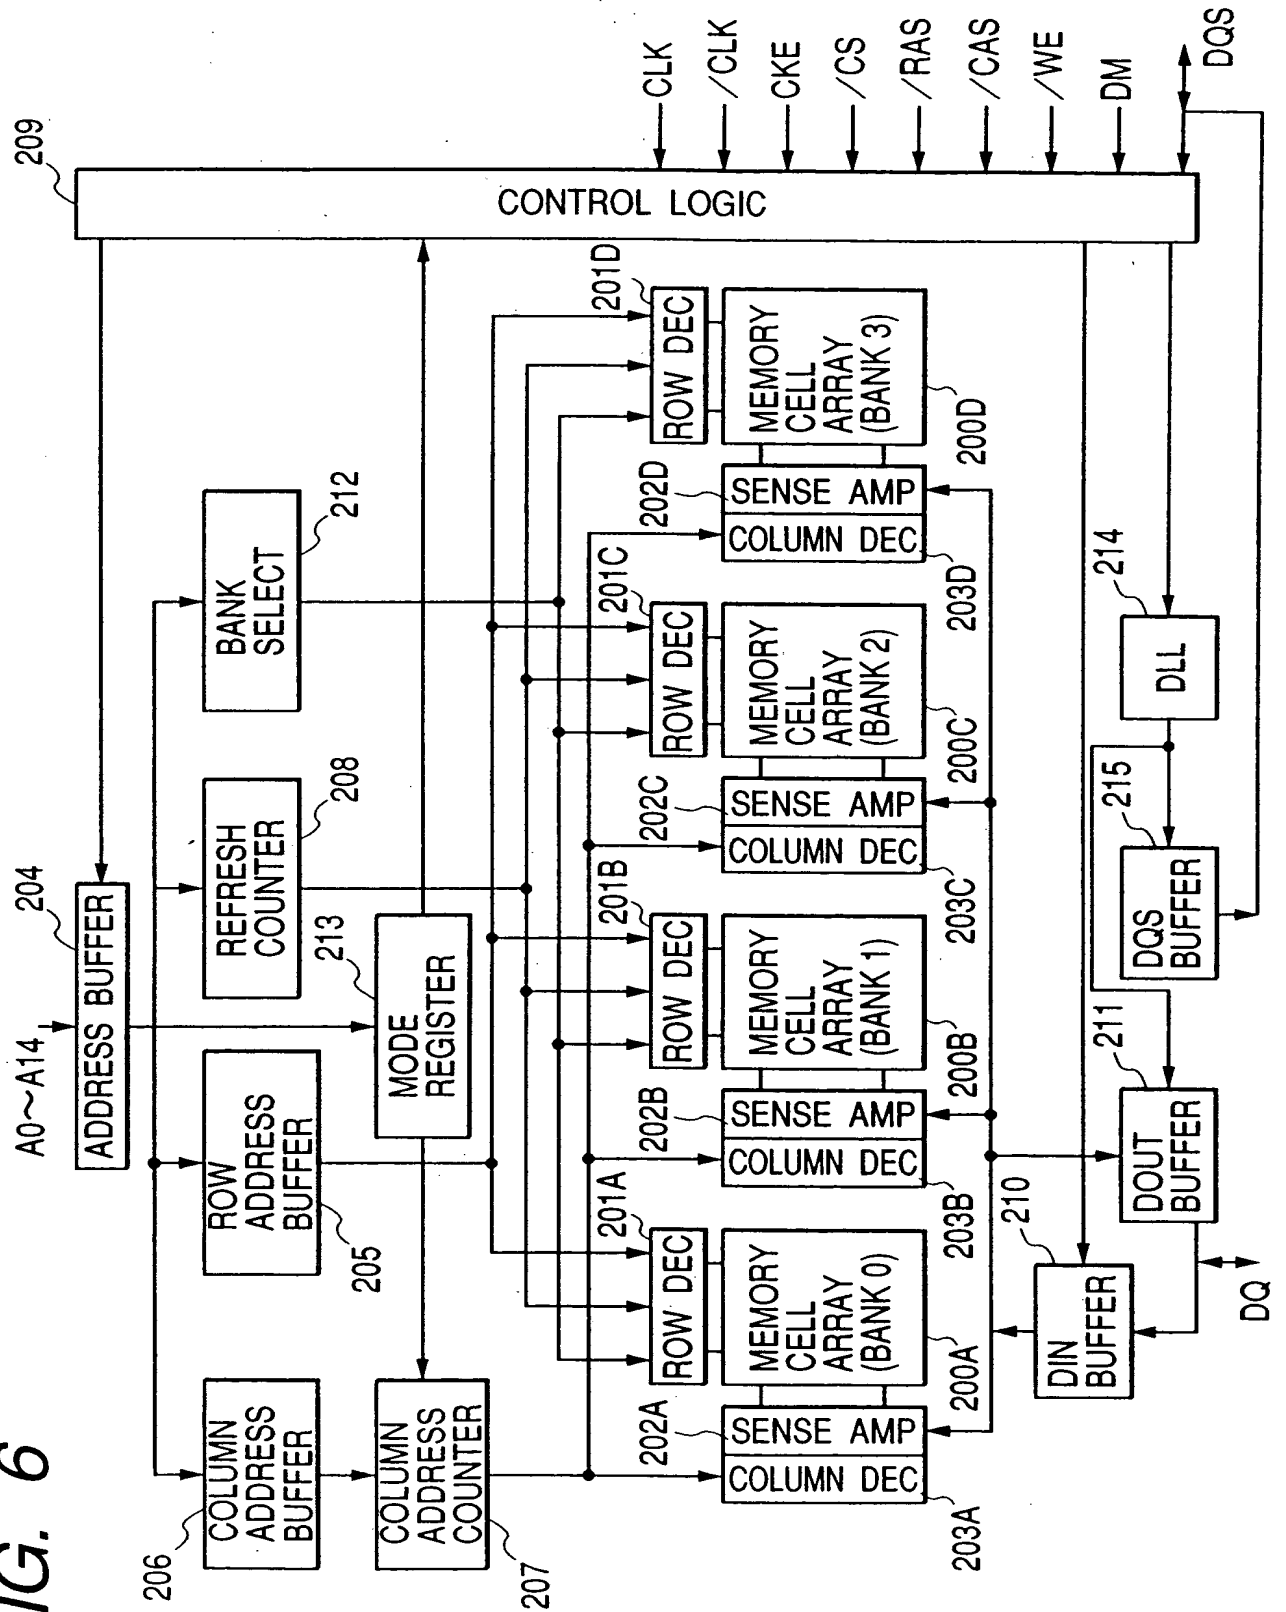 FIG. 6
A0~A14
204
ADDRESS BUFFER
209
CONTROL LOGIC
206
COLUMN
ADDRESS
BUFFER
205
ROW
ADDRESS
BUFFER
208
REFRESH
COUNTER
212
BANK
SELECT
207
COLUMN
ADDRESS
COUNTER
213
MODE
REGISTER
201A
ROW DEC
201B
ROW DEC
201C
ROW DEC
201D
ROW DEC
202A
SENSE AMP
COLUMN DEC
203A
MEMORY
CELL
ARRAY
(BANK 0)
200A
202B
SENSE AMP
COLUMN DEC
203B
MEMORY
CELL
ARRAY
(BANK 1)
200B
202C
SENSE AMP
COLUMN DEC
203C
MEMORY
CELL
ARRAY
(BANK 2)
200C
202D
SENSE AMP
COLUMN DEC
203D
MEMORY
CELL
ARRAY
(BANK 3)
200D
CLK
/CLK
CKE
/CS
/RAS
/CAS
/WE
DM
DQS
210
DIN
BUFFER
211
DOUT
BUFFER
215
DQS
BUFFER
214
DLL
DQ